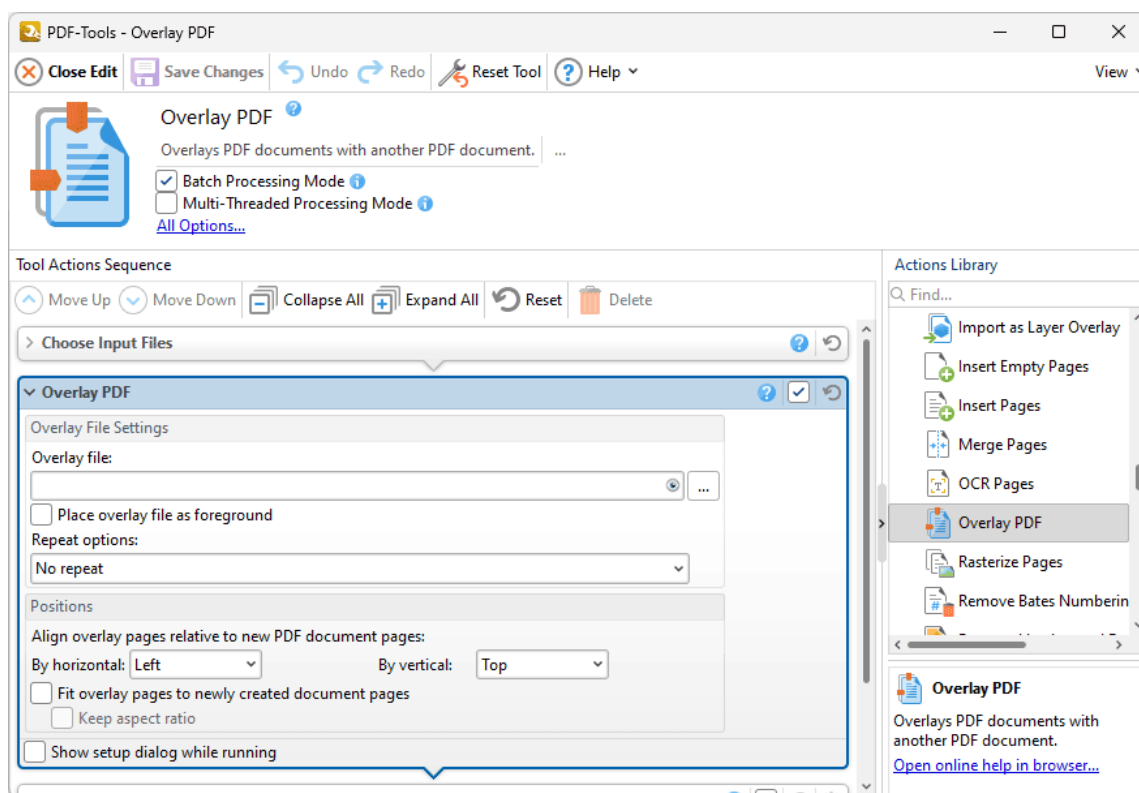 PDF-Tools - Overlay PDF
Close Edit Save Changes Undo Redo Reset Tool Help View
Overlay PDF
Overlays PDF documents with another PDF document. ...
Batch Processing Mode
Multi-Threaded Processing Mode
All Options...
Tool Actions Sequence
Move Up Move Down Collapse All Expand All Reset Delete
Choose Input Files
Overlay PDF
Overlay File Settings
Overlay file:
...
Place overlay file as foreground
Repeat options:
No repeat
Positions
Align overlay pages relative to new PDF document pages:
By horizontal: Left By vertical: Top
Fit overlay pages to newly created document pages
Keep aspect ratio
Show setup dialog while running
Actions Library
Find...
Import as Layer Overlay
Insert Empty Pages
Insert Pages
Merge Pages
OCR Pages
Overlay PDF
Rasterize Pages
Remove Bates Numberin
Overlay PDF
Overlays PDF documents with
another PDF document.
Open online help in browser...